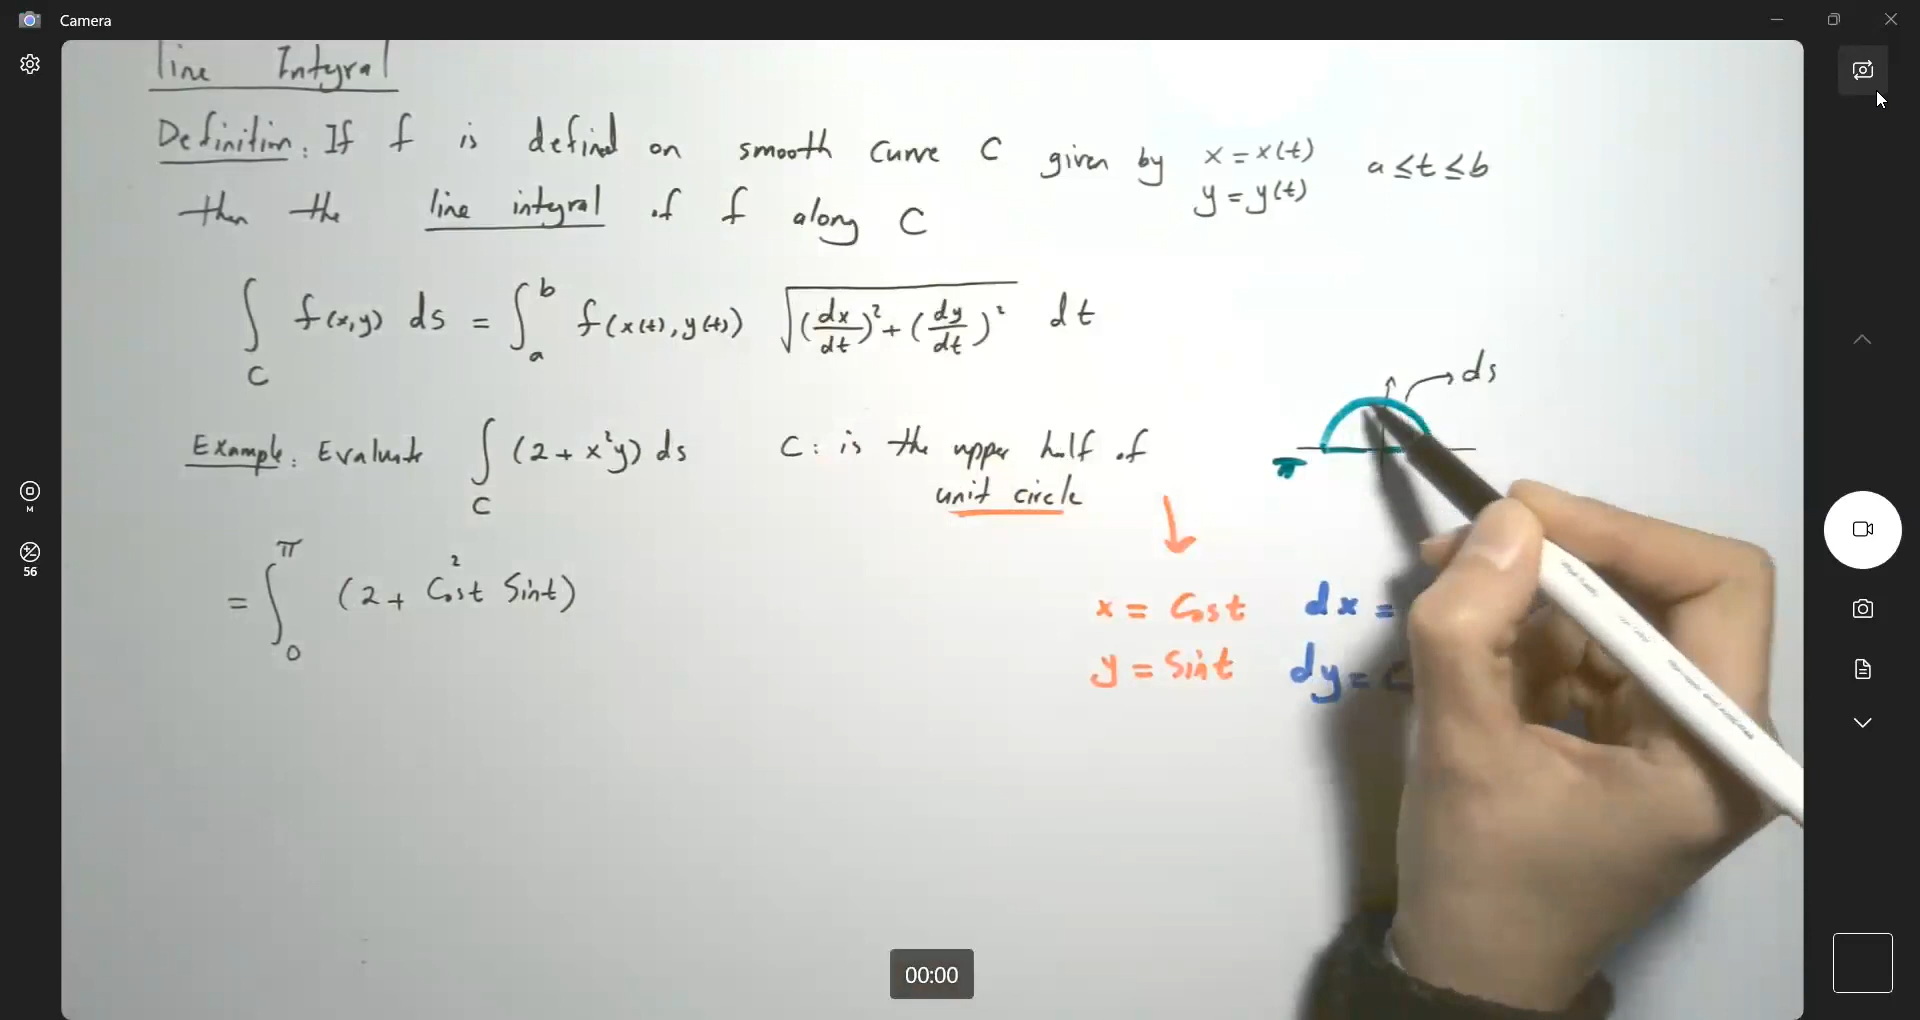 Camera
line Integral
Definition: If f is defined on smooth curve C given by x = x(t) a ≤ t ≤ b
y = y(t)
then the line integral of f along C
∫_C f(x,y) ds = ∫_a^b f(x(t), y(t)) √((dx/dt)² + (dy/dt)²) dt
ds
Example: Evaluate ∫_C (2 + x²y) ds C: is the upper half of
unit circle
π
= ∫_0^π (2 + Cos²t Sint)
x = Cost dx =
y = Sint dy =
M
56
00:00